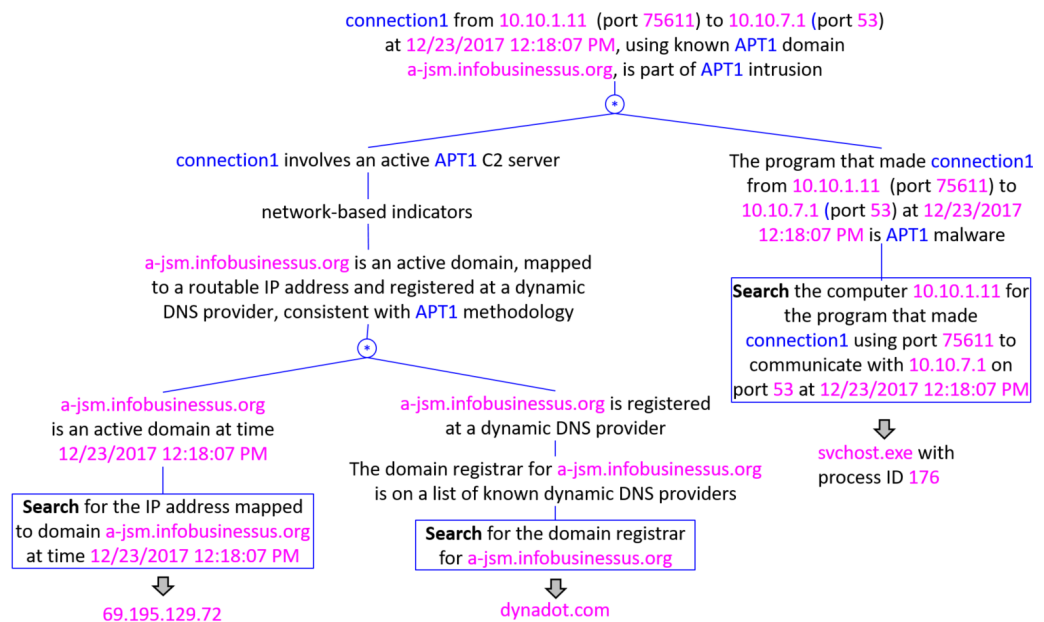 connection1 from 10.10.1.11 (port 75611) to 10.10.7.1 (port 53)
at 12/23/2017 12:18:07 PM, using known APT1 domain
a-jsm.infobusinessus.org, is part of APT1 intrusion
*
connection1 involves an active APT1 C2 server
network-based indicators
a-jsm.infobusinessus.org is an active domain, mapped
to a routable IP address and registered at a dynamic
DNS provider, consistent with APT1 methodology
*
a-jsm.infobusinessus.org
is an active domain at time
12/23/2017 12:18:07 PM
Search for the IP address mapped
to domain a-jsm.infobusinessus.org
at time 12/23/2017 12:18:07 PM
69.195.129.72
a-jsm.infobusinessus.org is registered
at a dynamic DNS provider
The domain registrar for a-jsm.infobusinessus.org
is on a list of known dynamic DNS providers
Search for the domain registrar
for a-jsm.infobusinessus.org
dynadot.com
The program that made connection1
from 10.10.1.11 (port 75611) to
10.10.7.1 (port 53) at 12/23/2017
12:18:07 PM is APT1 malware
Search the computer 10.10.1.11 for
the program that made
connection1 using port 75611 to
communicate with 10.10.7.1 on
port 53 at 12/23/2017 12:18:07 PM
svchost.exe with
process ID 176